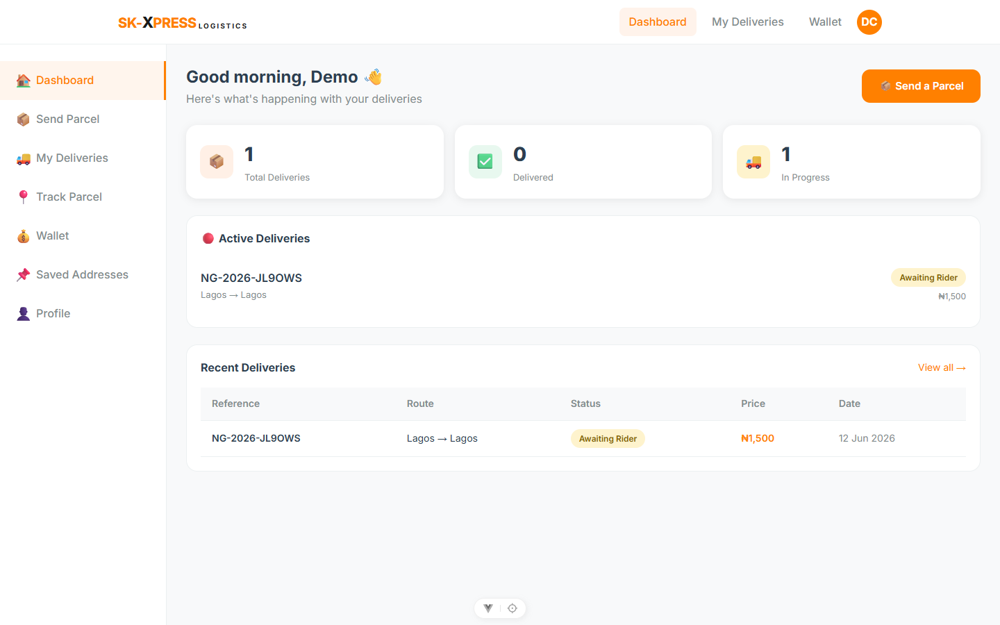 SK-XPRESS LOGISTICS
Dashboard
My Deliveries
Wallet
DC
Dashboard
Send Parcel
My Deliveries
Track Parcel
Wallet
Saved Addresses
Profile
Good morning, Demo 👋
Here's what's happening with your deliveries
Send a Parcel
1
Total Deliveries
0
Delivered
1
In Progress
Active Deliveries
NG-2026-JL9OWS
Awaiting Rider
Lagos → Lagos
₦1,500
Recent Deliveries
View all →
Reference Route Status Price Date
NG-2026-JL9OWS Lagos → Lagos Awaiting Rider ₦1,500 12 Jun 2026